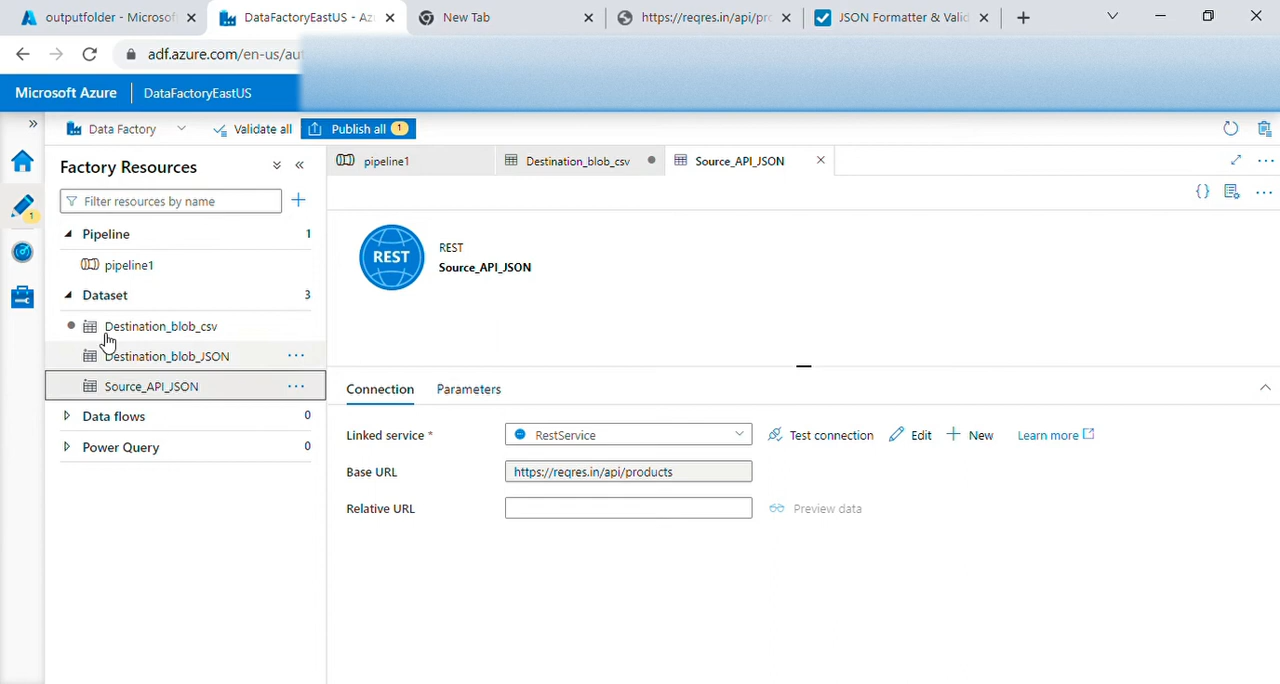 outputfolder - Microsof
DataFactoryEastUS - Az
New Tab
https://reqres.in/api/pro
JSON Formatter & Valid
adf.azure.com/en-us/aut
Microsoft Azure
DataFactoryEastUS
Data Factory
Validate all
Publish all 1
Factory Resources
Filter resources by name
1
Pipeline 1
pipeline1
Dataset 3
Destination_blob_csv
Destination_blob_JSON
Source_API_JSON
Data flows 0
Power Query 0
pipeline1
Destination_blob_csv
Source_API_JSON
REST
REST
Source_API_JSON
Connection
Parameters
Linked service *
RestService
Test connection
Edit
New
Learn more
Base URL
https://reqres.in/api/products
Relative URL
Preview data